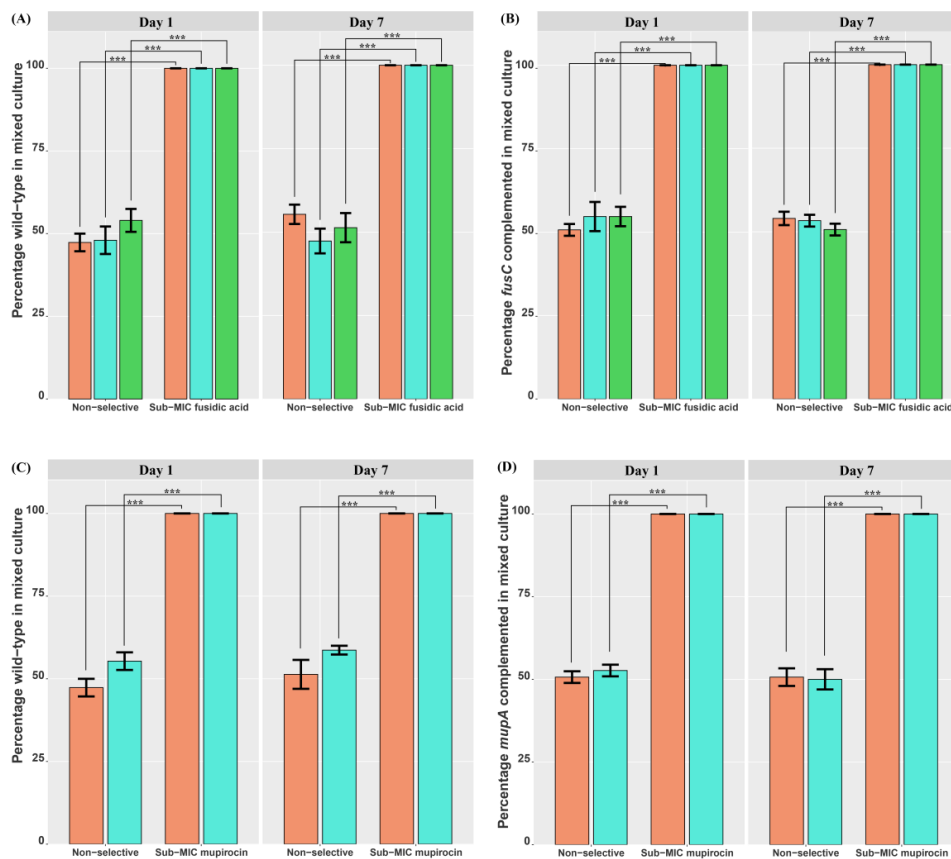 (A)
Day 1
Day 7
***
***
***
***
***
***
Percentage wild-type in mixed culture
100
75
50
25
0
Non-selective
Sub-MIC fusidic acid
Non-selective
Sub-MIC fusidic acid
(B)
Day 1
Day 7
***
***
***
***
***
***
Percentage fusC complemented in mixed culture
100
75
50
25
0
Non-selective
Sub-MIC fusidic acid
Non-selective
Sub-MIC fusidic acid
(C)
Day 1
Day 7
***
***
***
***
Percentage wild-type in mixed culture
100
75
50
25
0
Non-selective
Sub-MIC mupirocin
Non-selective
Sub-MIC mupirocin
(D)
Day 1
Day 7
***
***
***
***
Percentage mupA complemented in mixed culture
100
75
50
25
0
Non-selective
Sub-MIC mupirocin
Non-selective
Sub-MIC mupirocin